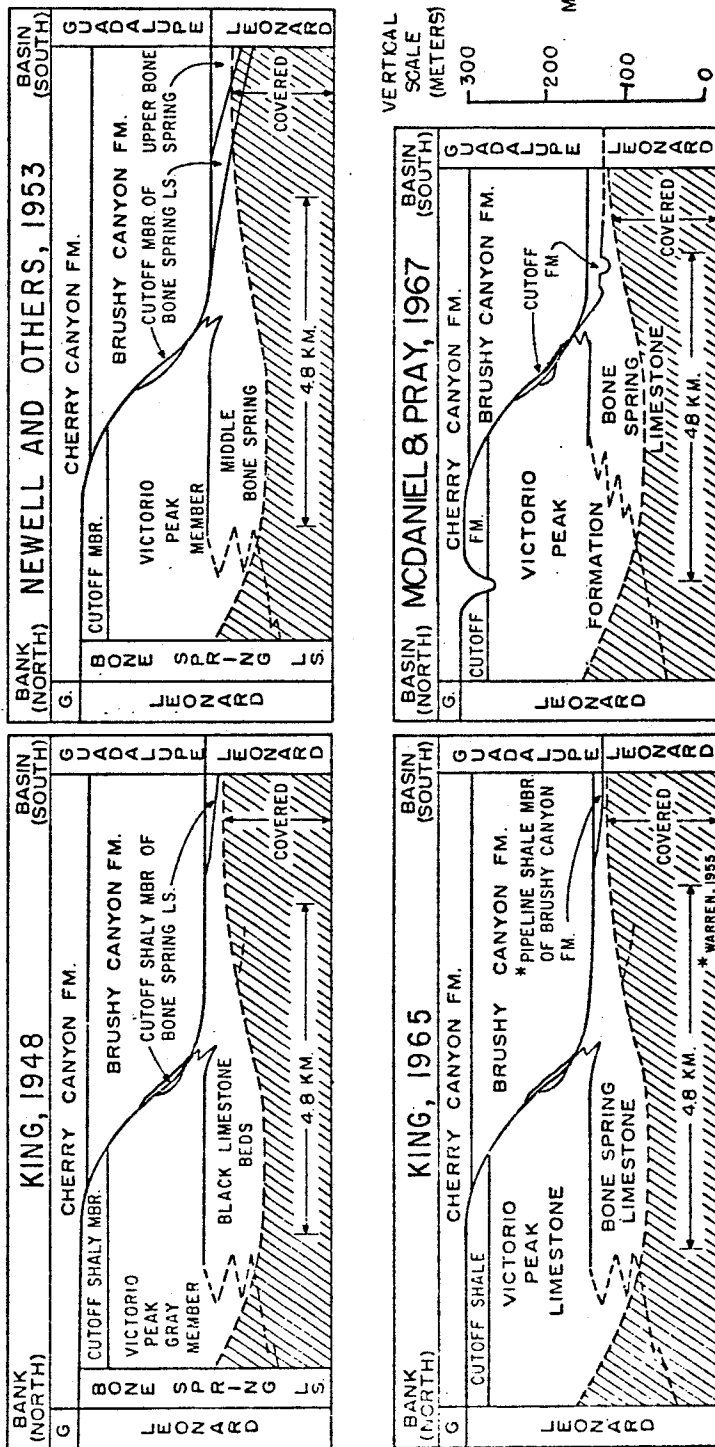 BANK
(NORTH)
KING, 1948
BASIN
(SOUTH)
G
CHERRY CANYON FM.
GUADALUPE
CUTOFF SHALY MBR.
BRUSHY CANYON FM.
CUTOFF SHALY MBR OF
BONE SPRING LS.
VICTORIO
PEAK
GRAY
MEMBER
BLACK LIMESTONE
BEDS
BONE SPRING LS.
LEONARD
LEONARD
COVERED
4.8 KM.
BANK
(NORTH)
NEWELL AND OTHERS, 1953
BASIN
(SOUTH)
G.
CHERRY CANYON FM.
GUADALUPE
CUTOFF MBR.
BRUSHY CANYON FM.
CUTOFF MBR. OF
BONE SPRING LS.
UPPER BONE
SPRING
VICTORIO
PEAK
MEMBER
MIDDLE
BONE SPRING
BONE SPRING LS.
LEONARD
LEONARD
COVERED
4.8 KM.
BANK
(NORTH)
KING, 1965
BASIN
(SOUTH)
G
CHERRY CANYON FM.
GUADALUPE
CUTOFF SHALE
BRUSHY CANYON FM.
* PIPELINE SHALE MBR.
OF BRUSHY CANYON
FM.
VICTORIO
PEAK
LIMESTONE
BONE SPRING
LIMESTONE
LEONARD
LEONARD
COVERED
4.8 KM.
* WARREN, 1955
BASIN
(NORTH)
MCDANIEL & PRAY, 1967
BASIN
(SOUTH)
G.
CHERRY CANYON FM.
GUADALUPE
CUTOFF
FM.
BRUSHY CANYON FM.
CUTOFF
FM.
VICTORIO
PEAK
FORMATION
BONE
SPRING
LIMESTONE
LEONARD
LEONARD
COVERED
4.8 KM.
VERTICAL
SCALE
(METERS)
300
200
100
0
M